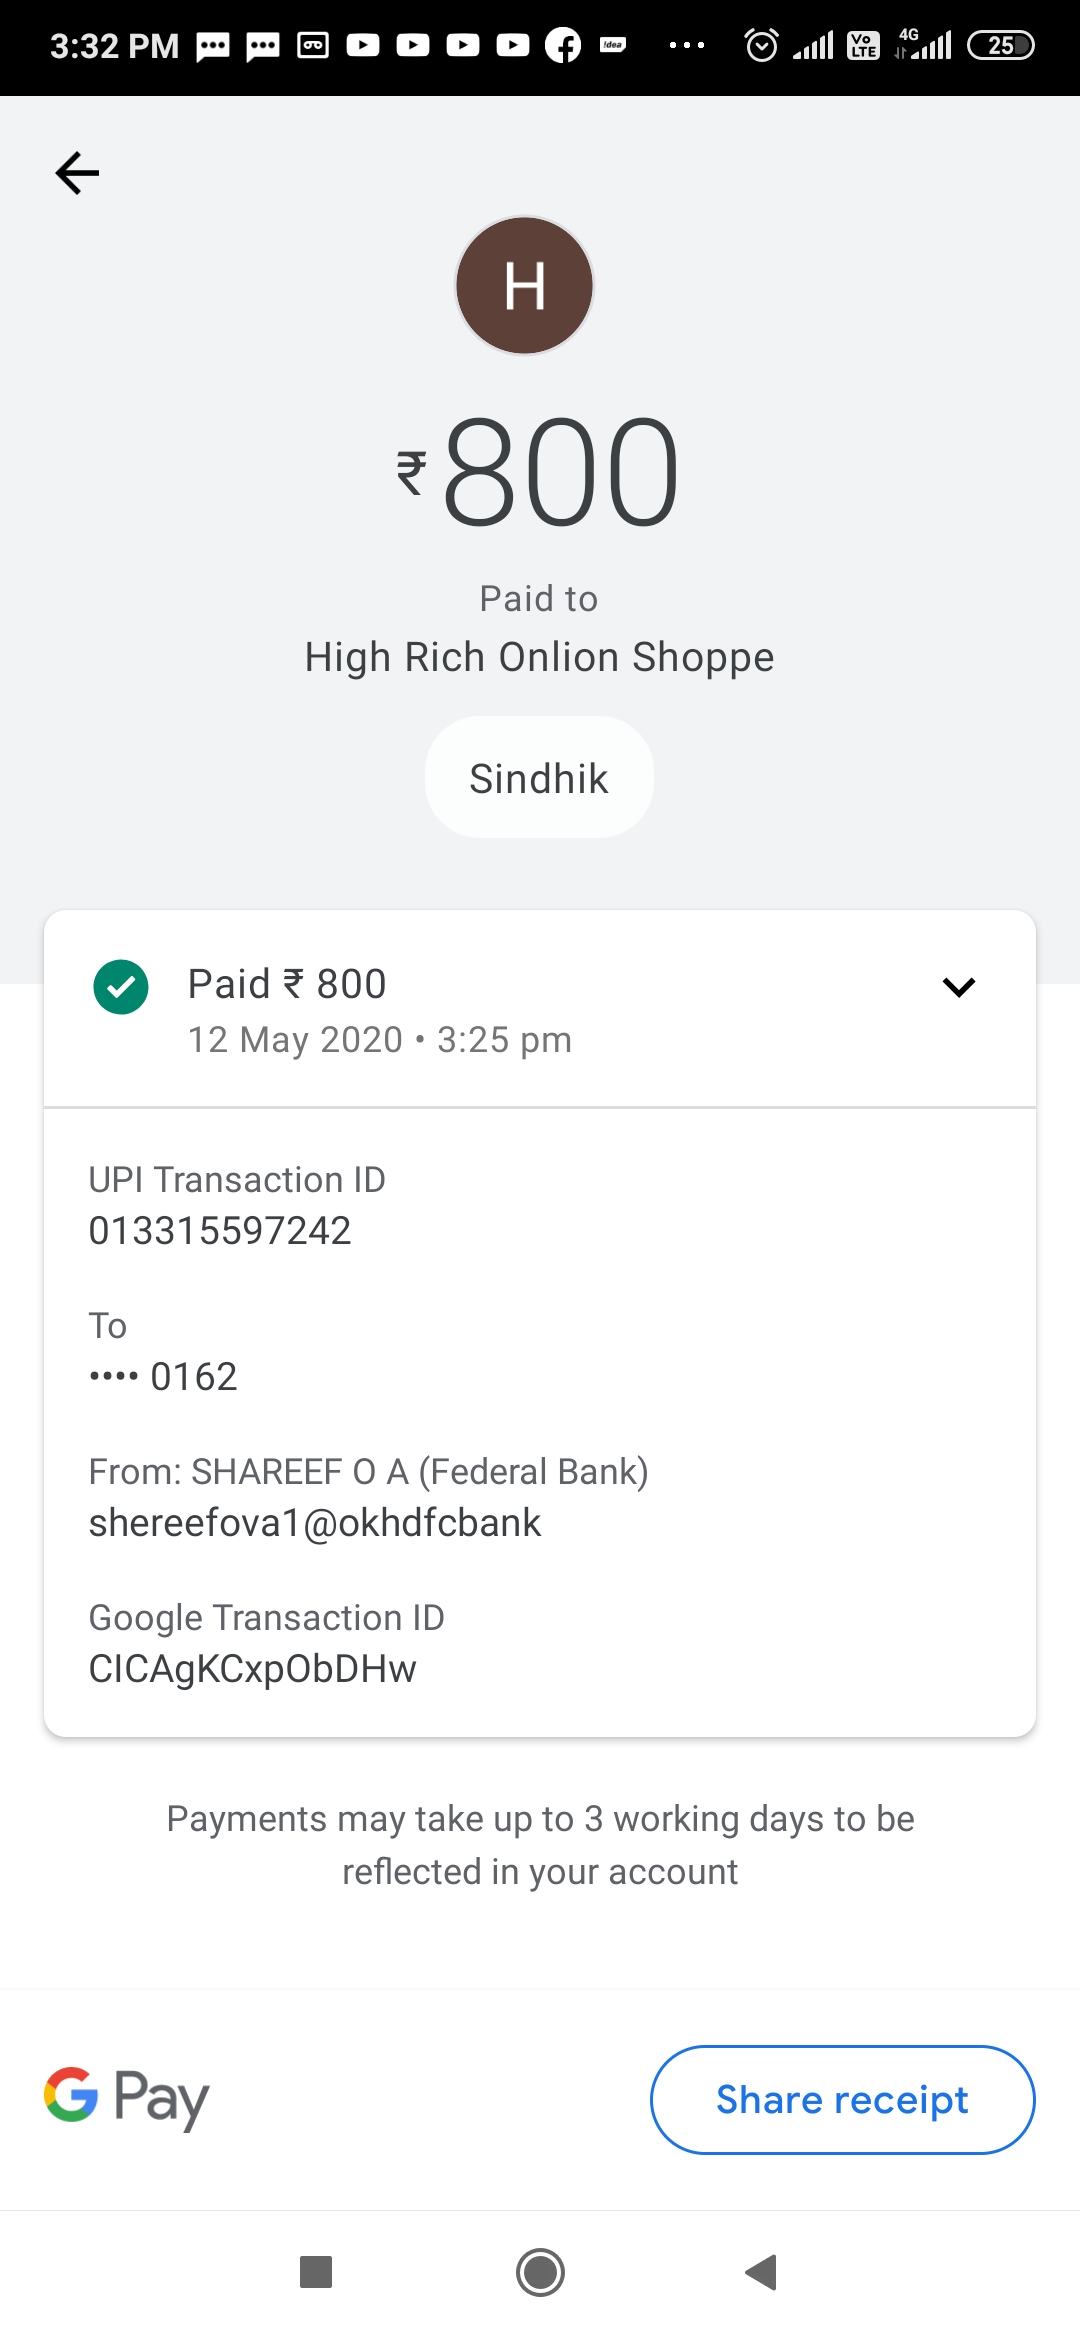 3:32 PM
!dea
Vo
LTE
4G
25
H
₹800
Paid to
High Rich Onlion Shoppe
Sindhik
Paid ₹ 800
12 May 2020 • 3:25 pm
UPI Transaction ID
013315597242
To
•••• 0162
From: SHAREEF O A (Federal Bank)
shereefova1@okhdfcbank
Google Transaction ID
CICAgKCxpObDHw
Payments may take up to 3 working days to be
reflected in your account
G Pay
Share receipt